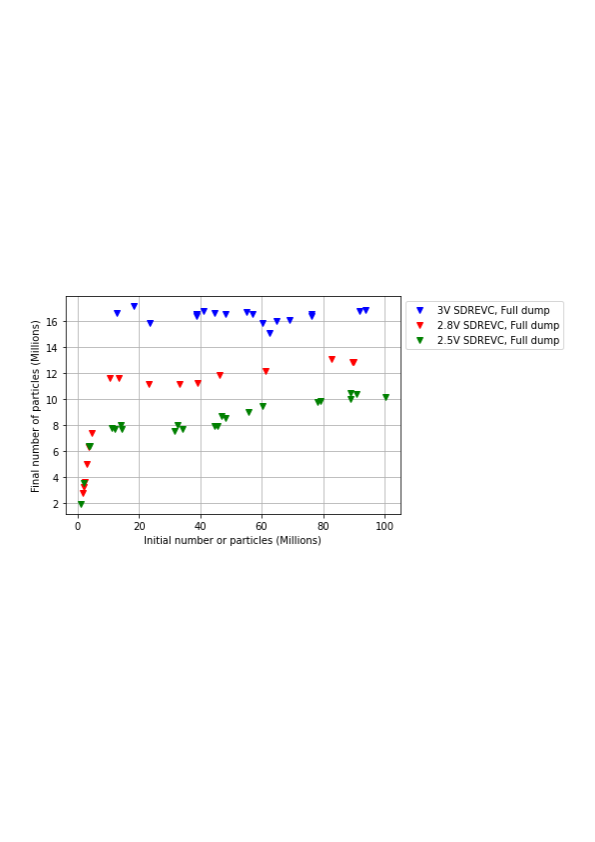 3V SDREVC, Full dump
2.8V SDREVC, Full dump
2.5V SDREVC, Full dump
Final number of particles (Millions)
16
14
12
10
8
6
4
2
0 20 40 60 80 100
Initial number or particles (Millions)